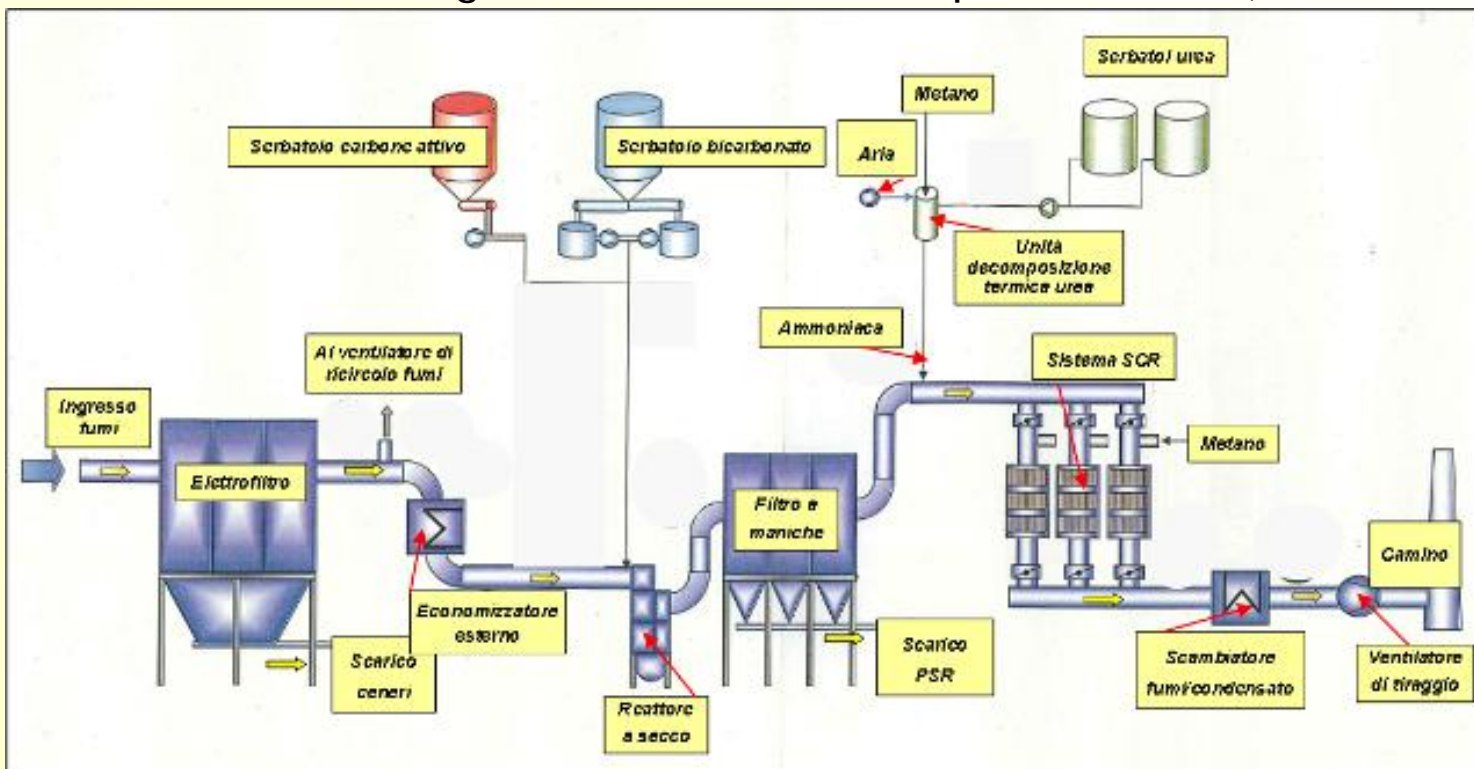 Serbatoi urea
Metano
Serbatoio carbone attivo
Serbatoio bicarbonato
Aria
Unità
decomposizione
termica urea
Ammoniaca
Al ventilatore di
ricircolo fumi
Sistema SCR
Ingresso
fumi
Metano
Elettrofiltro
Filtro a
maniche
Camino
Economizzatore
esterno
Scarico
ceneri
Scarico
PSR
Scambiatore
fumi/condensato
Ventilatore
di tiraggio
Reattore
a secco